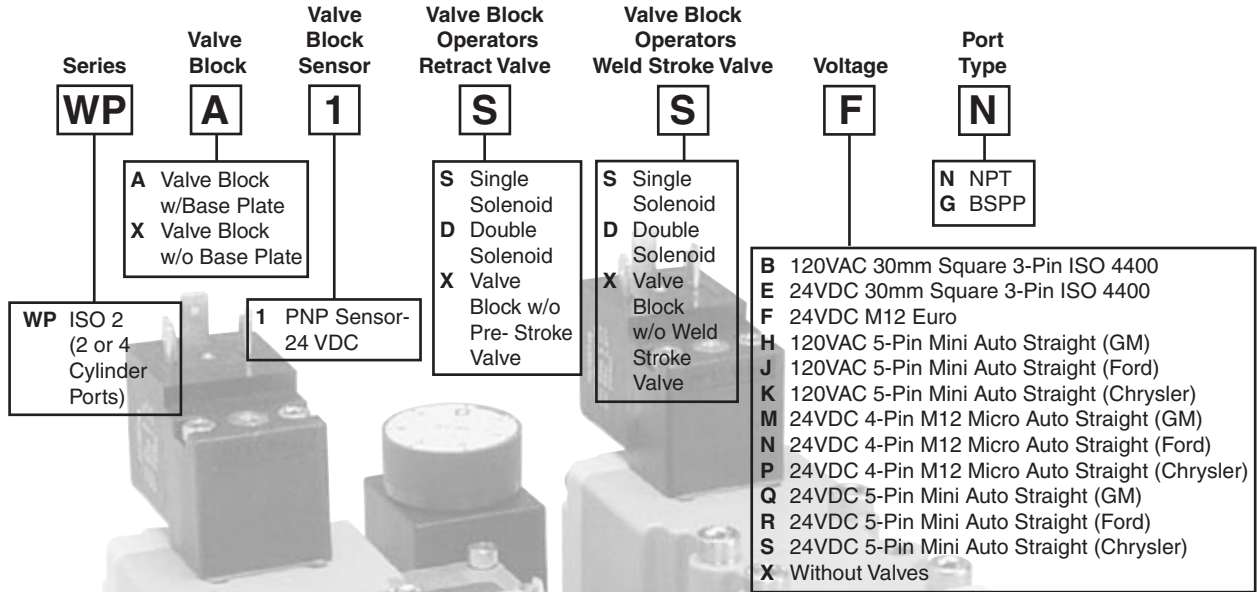 Series
Valve
Block
Valve
Block
Sensor
Valve Block
Operators
Retract Valve
Valve Block
Operators
Weld Stroke Valve
Voltage
Port
Type
WP
A
1
S
S
F
N
WP ISO 2
(2 or 4
Cylinder
Ports)
A Valve Block
w/Base Plate
X Valve Block
w/o Base Plate
1 PNP Sensor-
24 VDC
S Single
Solenoid
D Double
Solenoid
X Valve
Block w/o
Pre- Stroke
Valve
S Single
Solenoid
D Double
Solenoid
X Valve
Block
w/o Weld
Stroke
Valve
B 120VAC 30mm Square 3-Pin ISO 4400
E 24VDC 30mm Square 3-Pin ISO 4400
F 24VDC M12 Euro
H 120VAC 5-Pin Mini Auto Straight (GM)
J 120VAC 5-Pin Mini Auto Straight (Ford)
K 120VAC 5-Pin Mini Auto Straight (Chrysler)
M 24VDC 4-Pin M12 Micro Auto Straight (GM)
N 24VDC 4-Pin M12 Micro Auto Straight (Ford)
P 24VDC 4-Pin M12 Micro Auto Straight (Chrysler)
Q 24VDC 5-Pin Mini Auto Straight (GM)
R 24VDC 5-Pin Mini Auto Straight (Ford)
S 24VDC 5-Pin Mini Auto Straight (Chrysler)
X Without Valves
N NPT
G BSPP